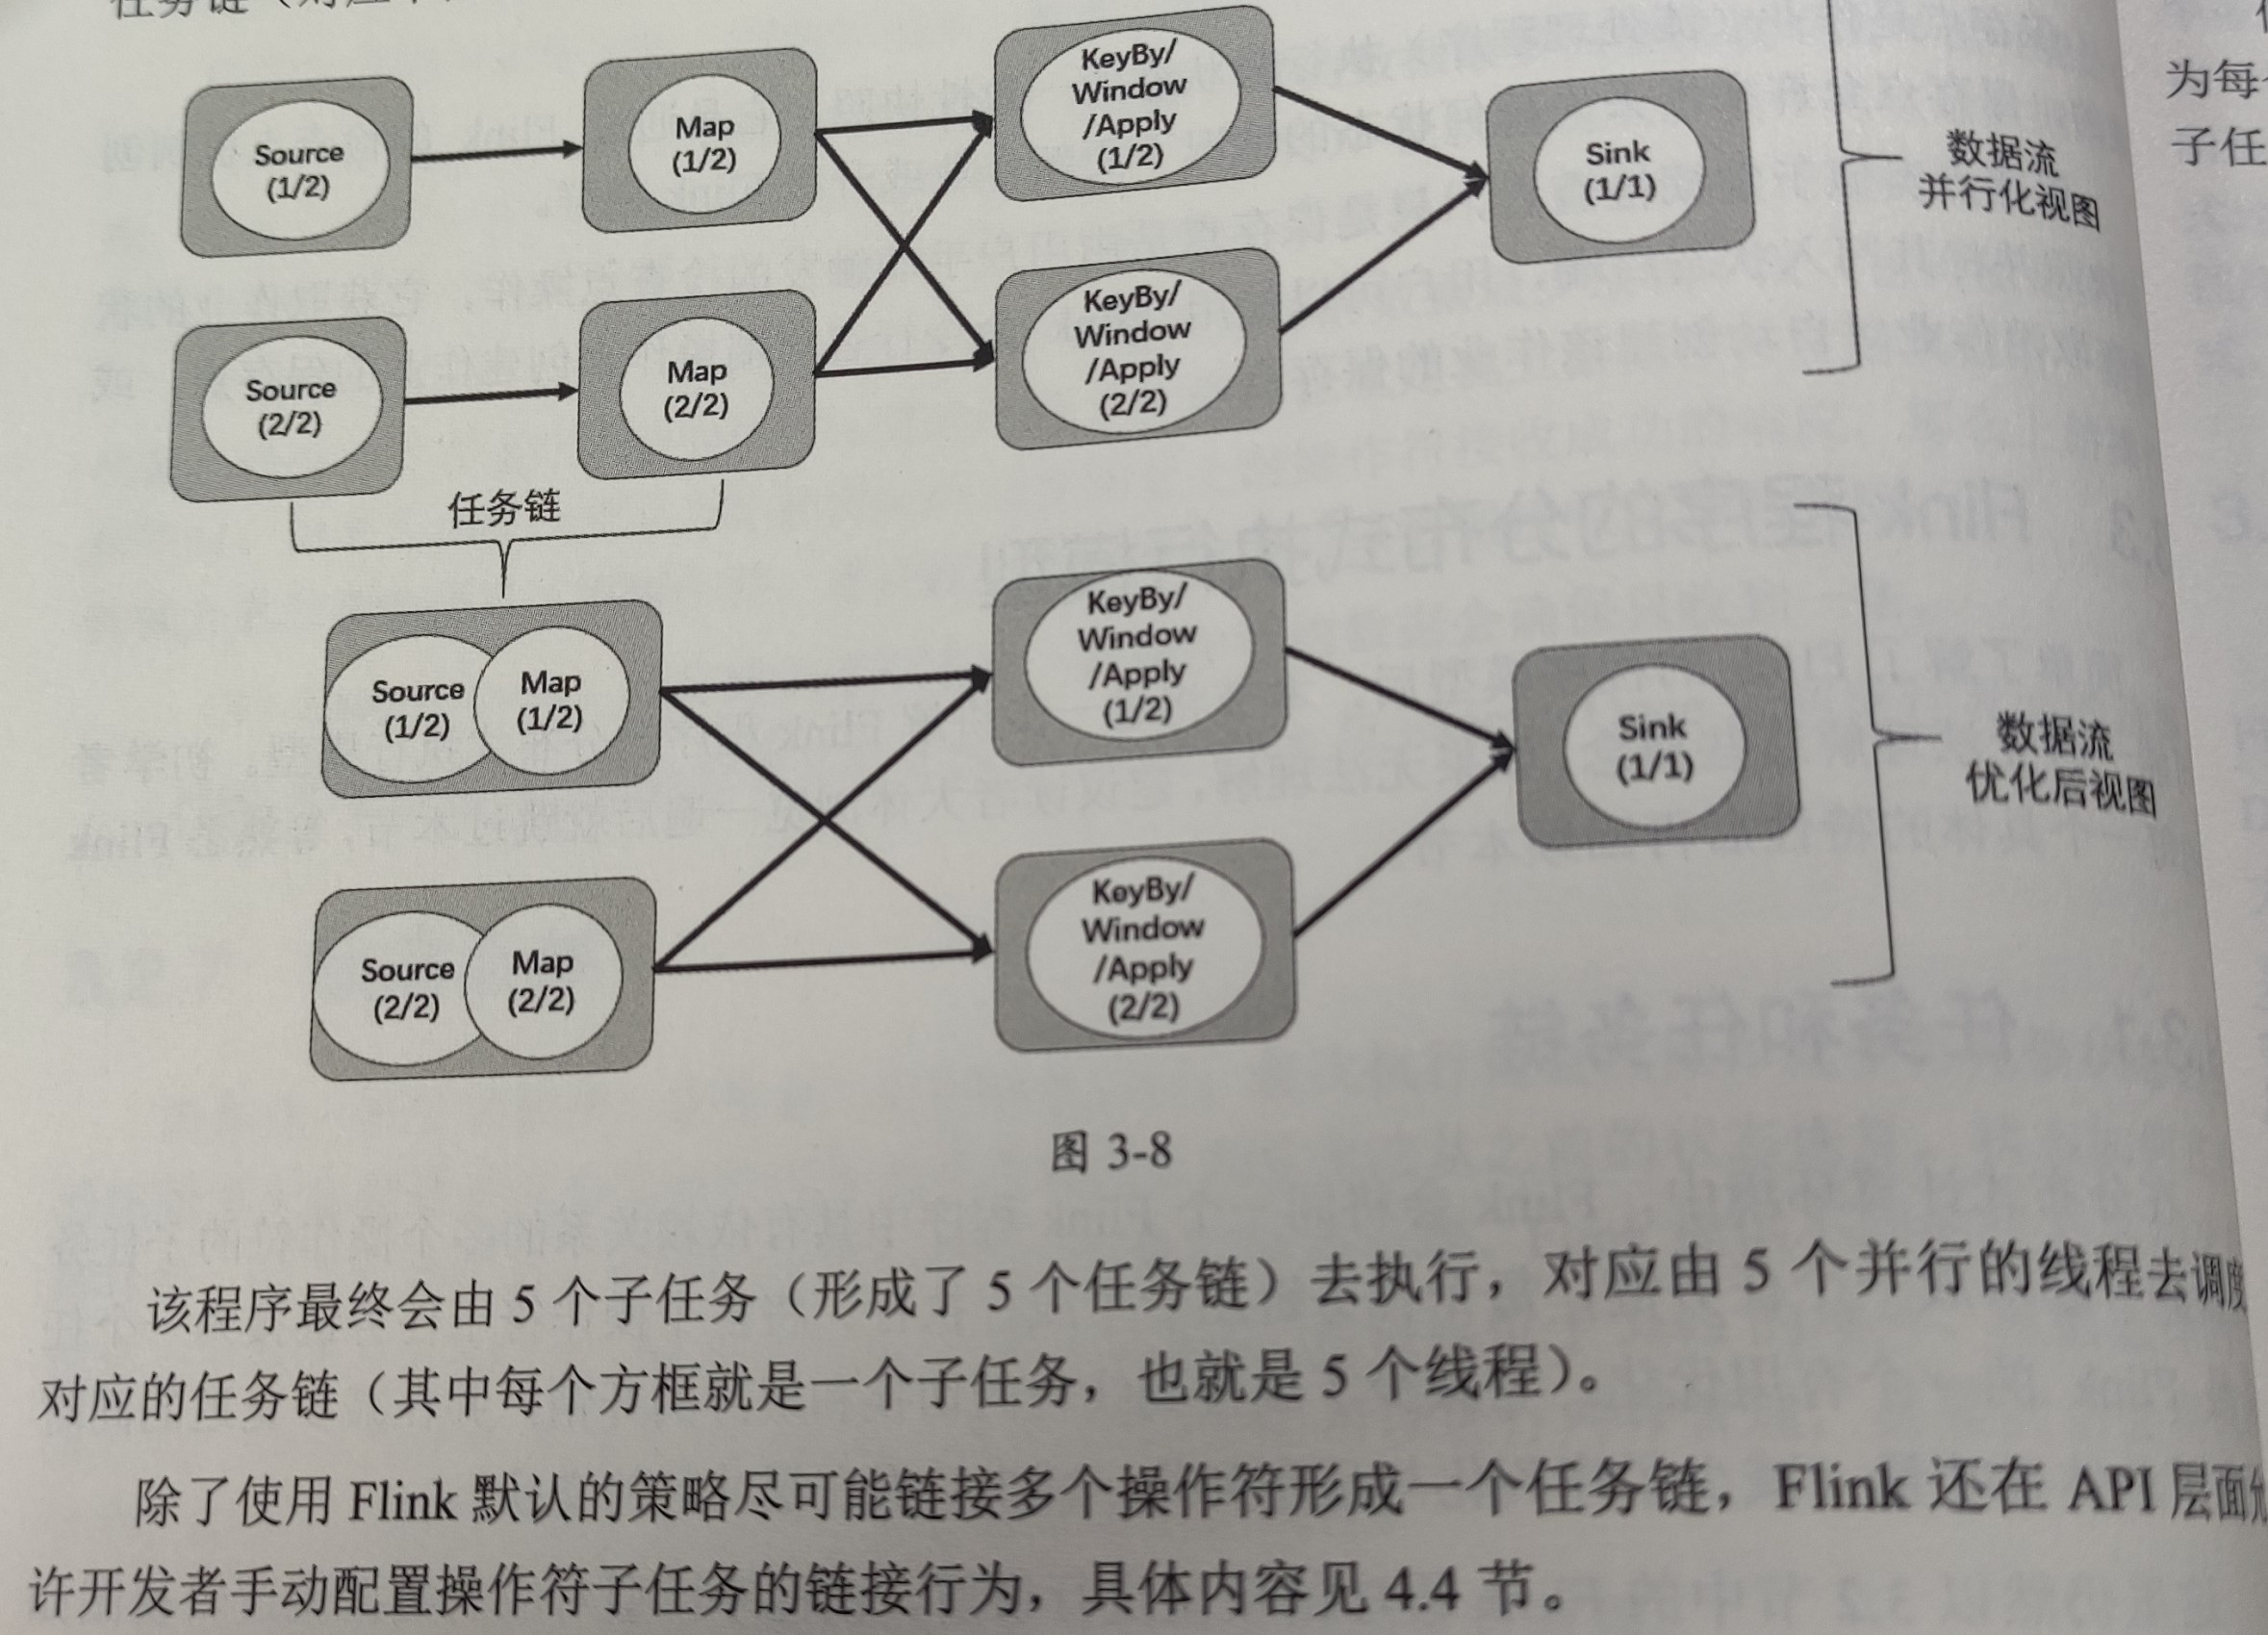 任务链（对应
Source
(1/2)
Map
(1/2)
KeyBy/
Window
/Apply
(1/2)
Sink
(1/1)
数据流
并行化视图
Source
(2/2)
Map
(2/2)
KeyBy/
Window
/Apply
(2/2)
任务链
Source
(1/2)
Map
(1/2)
KeyBy/
Window
/Apply
(1/2)
Sink
(1/1)
数据流
优化后视图
Source
(2/2)
Map
(2/2)
KeyBy/
Window
/Apply
(2/2)
图 3-8
该程序最终会由 5 个子任务（形成了 5 个任务链）去执行，对应由 5 个并行的线程去调度
对应的任务链（其中每个方框就是一个子任务，也就是 5 个线程）。
除了使用 Flink 默认的策略尽可能链接多个操作符形成一个任务链，Flink 还在 API 层面允
许开发者手动配置操作符子任务的链接行为，具体内容见 4.4 节。
为每
子任